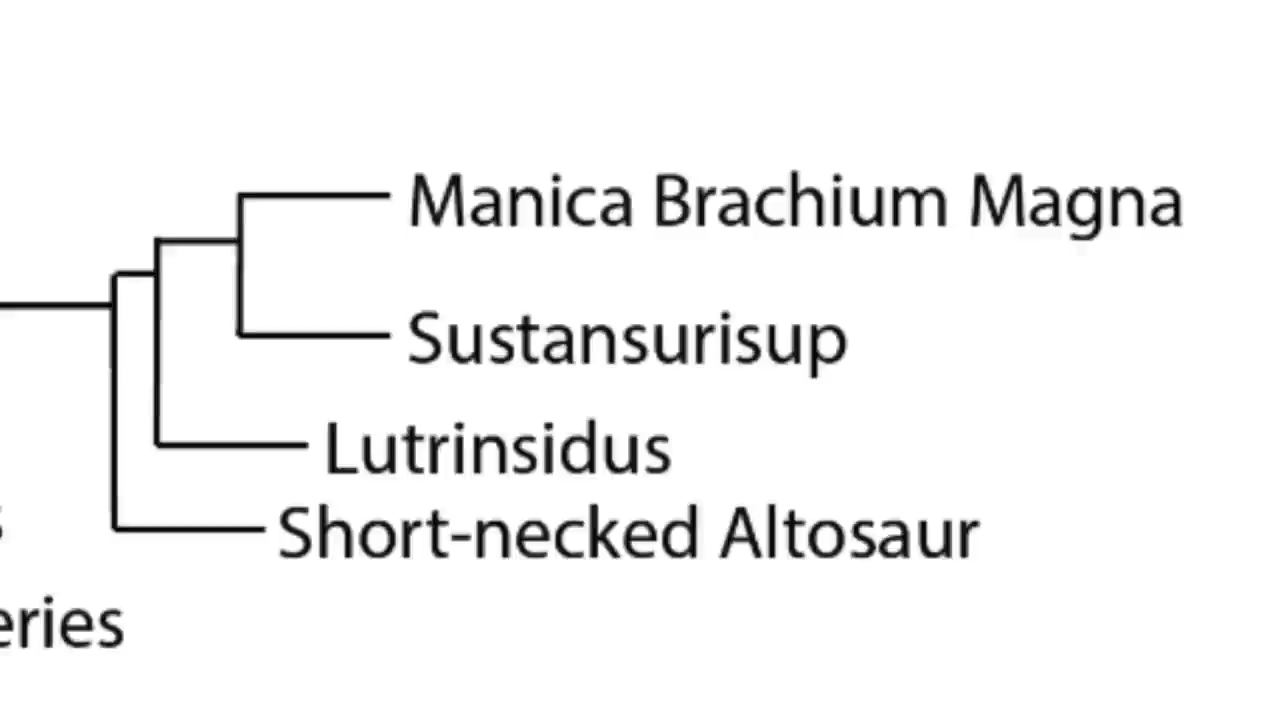 Manica Brachium Magna
Sustansurisup
Lutrinsidus
Short-necked Altosaur